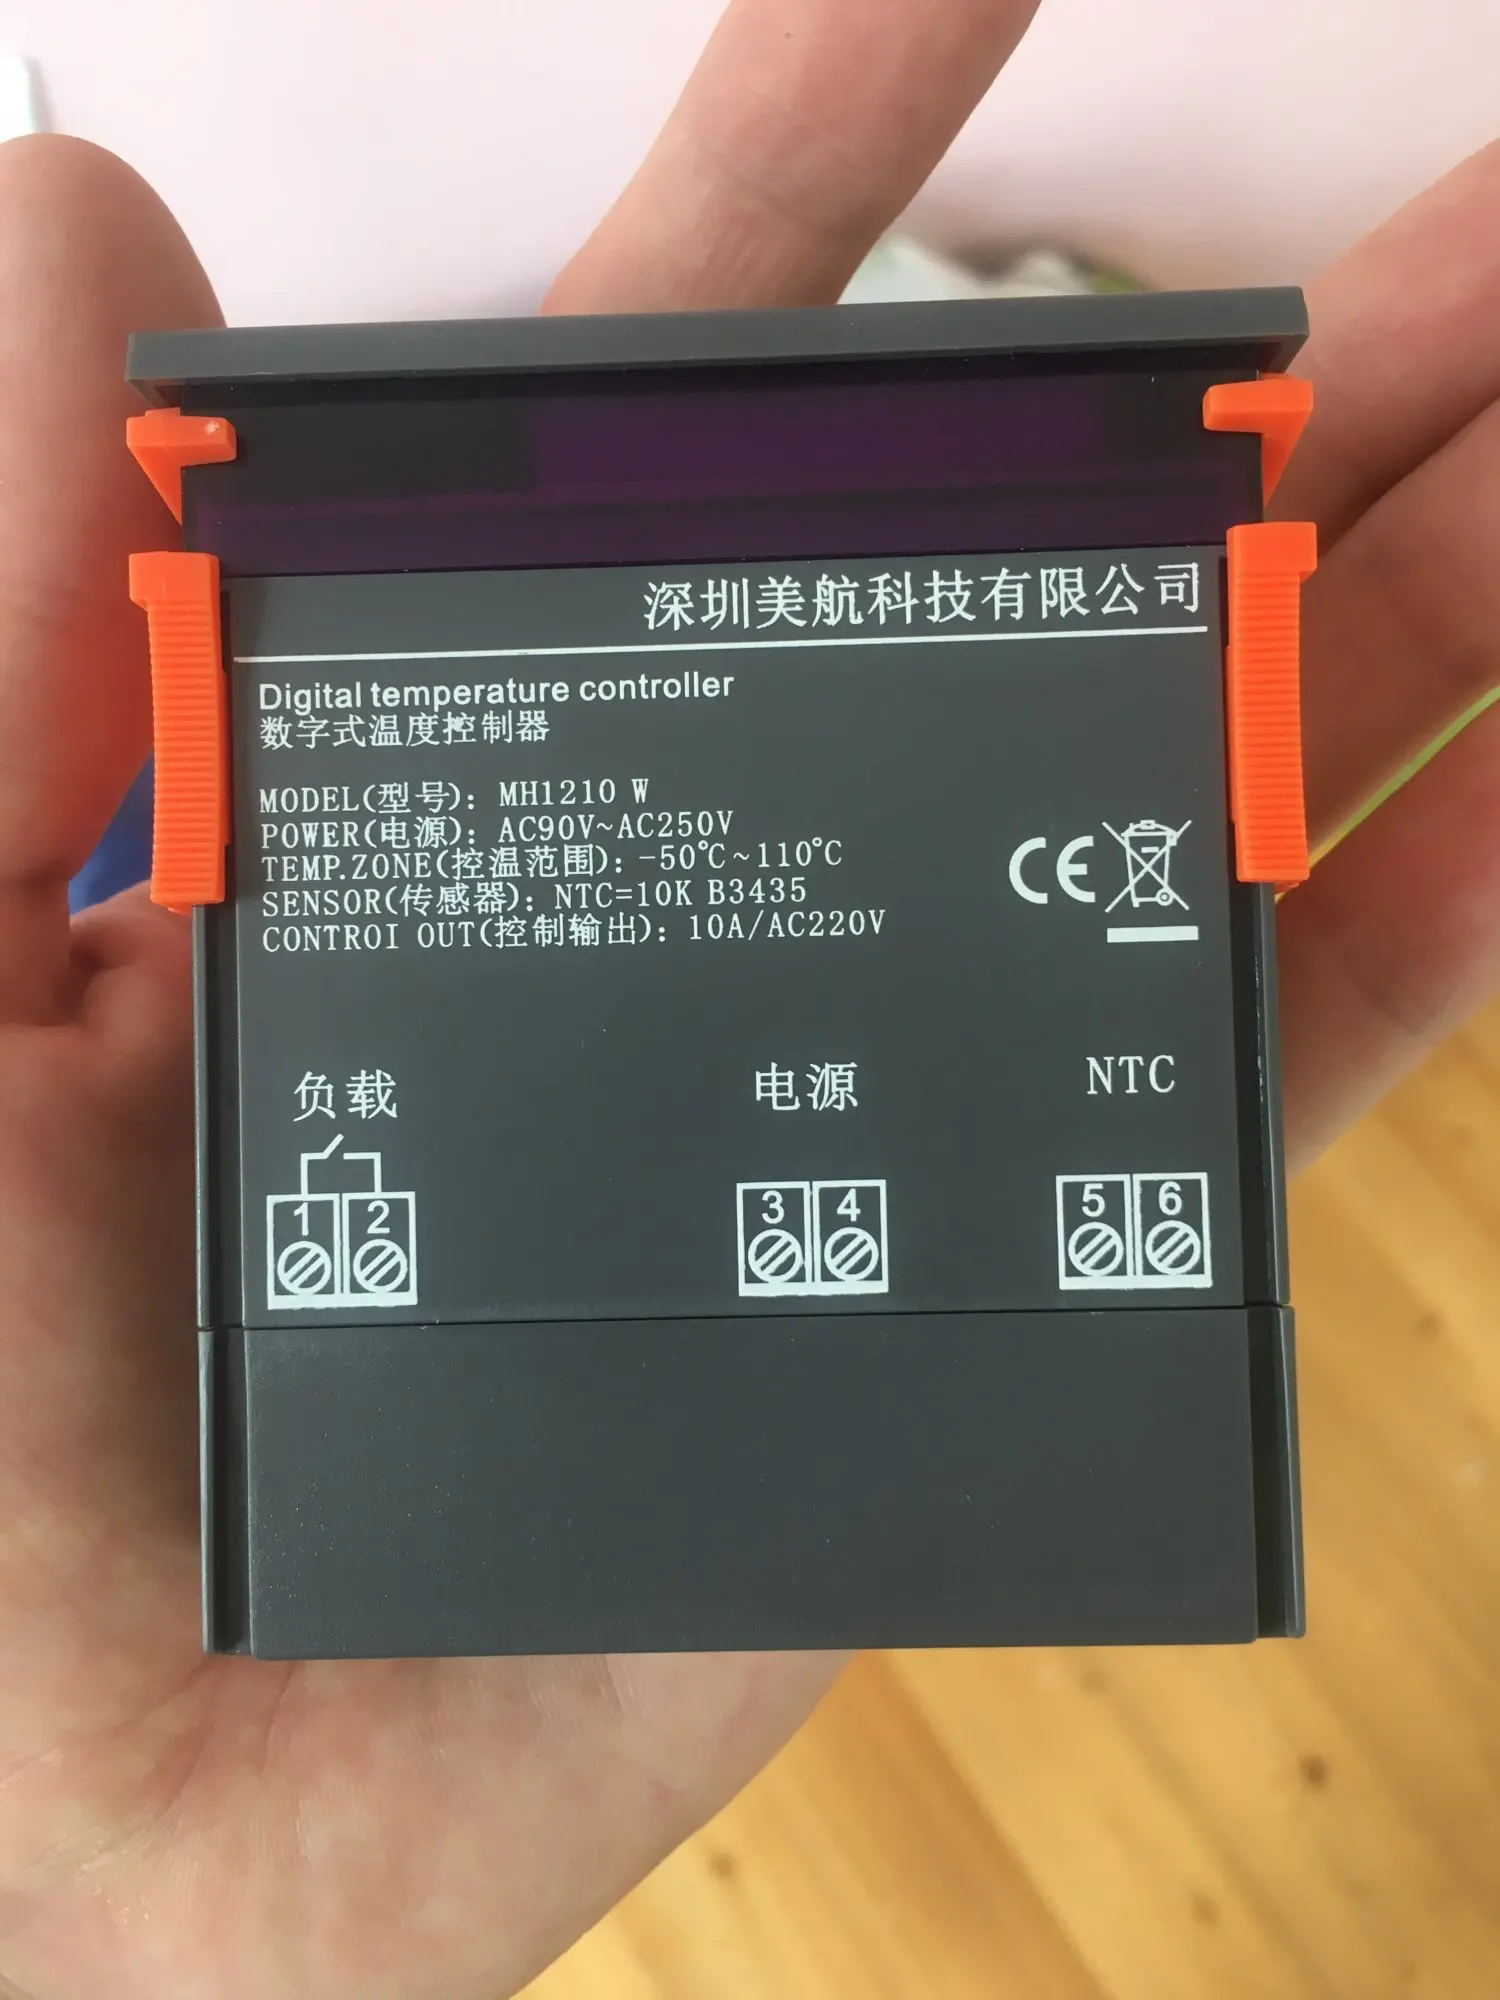 深圳美航科技有限公司
Digital temperature controller
数字式温度控制器
MODEL(型号): MH1210 W
POWER(电源): AC90V~AC250V
TEMP.ZONE(控温范围): -50℃~110℃
SENSOR(传感器): NTC=10K B3435
CONTROI OUT(控制输出): 10A/AC220V
CE
负载 电源 NTC
1 2 3 4 5 6